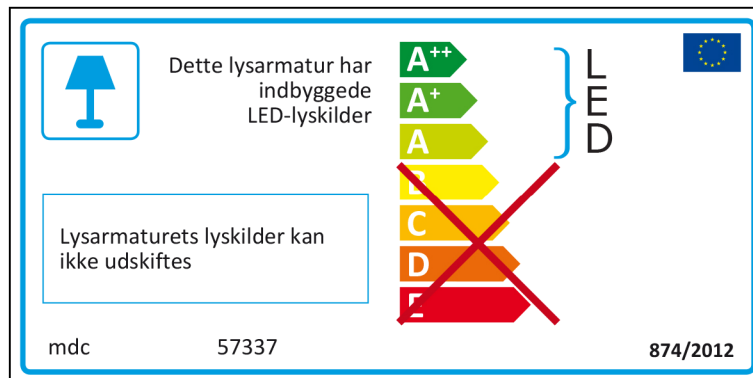 Dette lysarmatur har
indbyggede
LED-lyskilder
A++
A+
A
B
C
D
E
L
E
D
Lysarmaturets lyskilder kan
ikke udskiftes
mdc 57337
874/2012